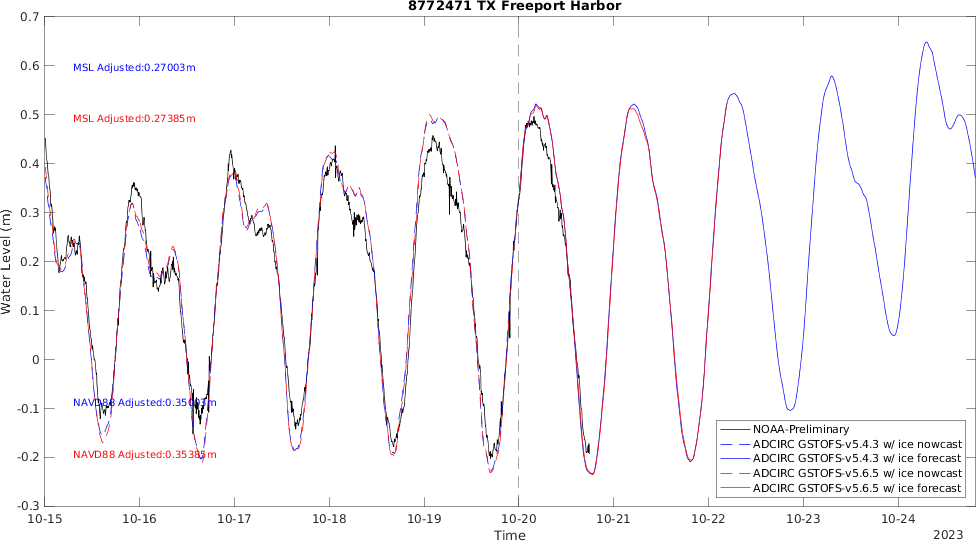 8772471 TX Freeport Harbor
0.7
0.6
0.5
0.4
0.3
0.2
0.1
0
-0.1
-0.2
-0.3
Water Level (m)
MSL Adjusted:0.27003m
MSL Adjusted:0.27385m
NAVD88 Adjusted:0.35003m
NAVD88 Adjusted:0.35385m
NOAA-Preliminary
ADCIRC GSTOFS-v5.4.3 w/ ice nowcast
ADCIRC GSTOFS-v5.4.3 w/ ice forecast
ADCIRC GSTOFS-v5.6.5 w/ ice nowcast
ADCIRC GSTOFS-v5.6.5 w/ ice forecast
10-15 10-16 10-17 10-18 10-19 10-20 10-21 10-22 10-23 10-24
Time
2023